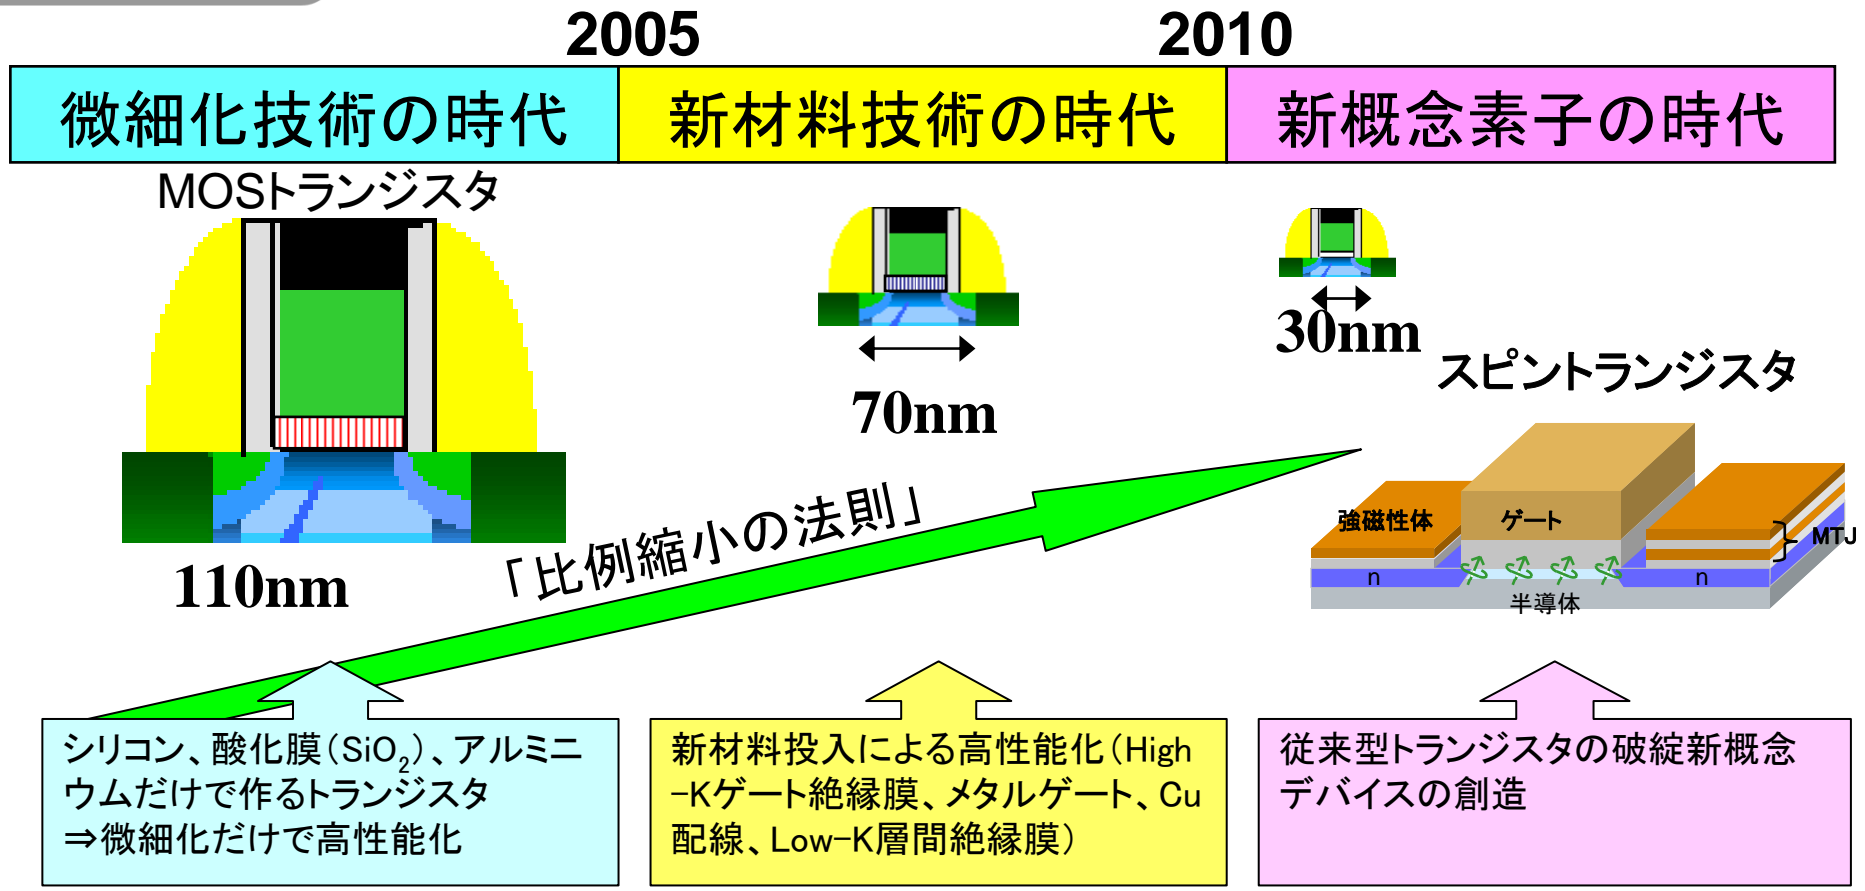 2005
2010
微細化技術の時代
新材料技術の時代
新概念素子の時代
MOSトランジスタ
110nm
70nm
30nm
「比例縮小の法則」
スピントランジスタ
強磁性体
ゲート
MTJ
n
n
半導体
シリコン、酸化膜(SiO₂)、アルミニ
ウムだけで作るトランジスタ
⇒微細化だけで高性能化
新材料投入による高性能化(High
-Kゲート絶縁膜、メタルゲート、Cu
配線、Low-K層間絶縁膜)
従来型トランジスタの破綻新概念
デバイスの創造